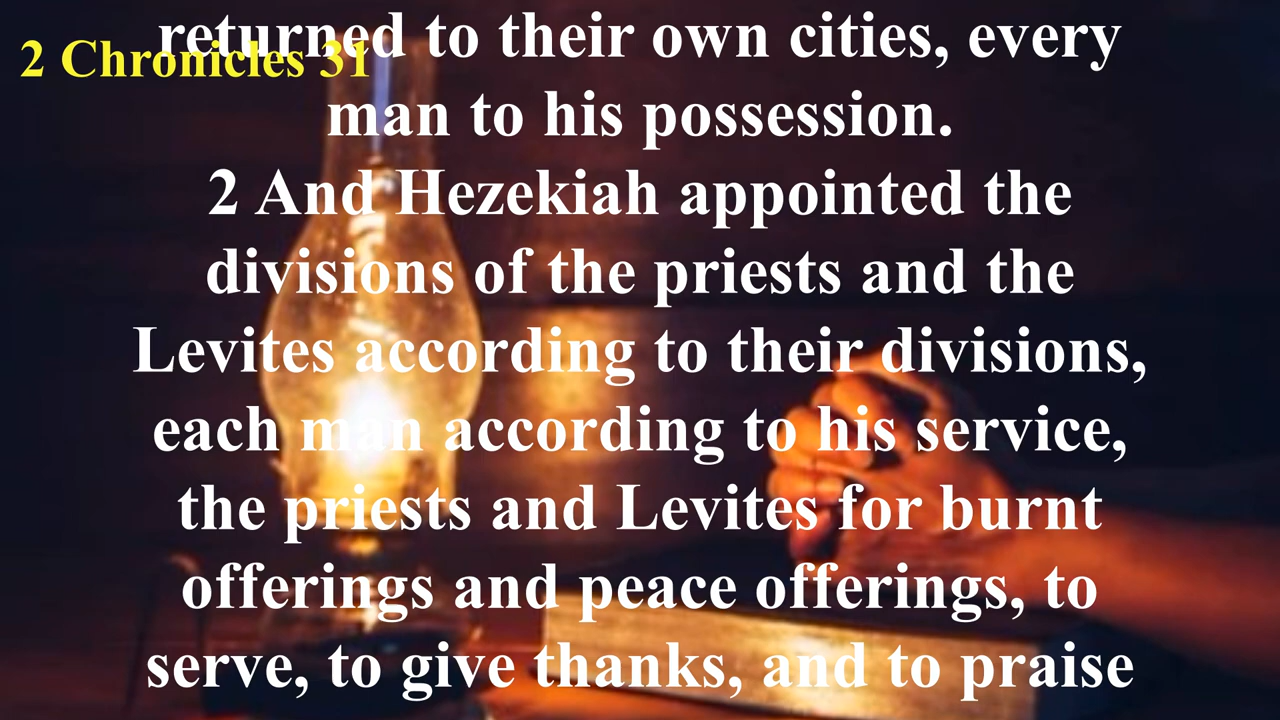 2 Chronicles 31
returned to their own cities, every
man to his possession.
2 And Hezekiah appointed the
divisions of the priests and the
Levites according to their divisions,
each man according to his service,
the priests and Levites for burnt
offerings and peace offerings, to
serve, to give thanks, and to praise